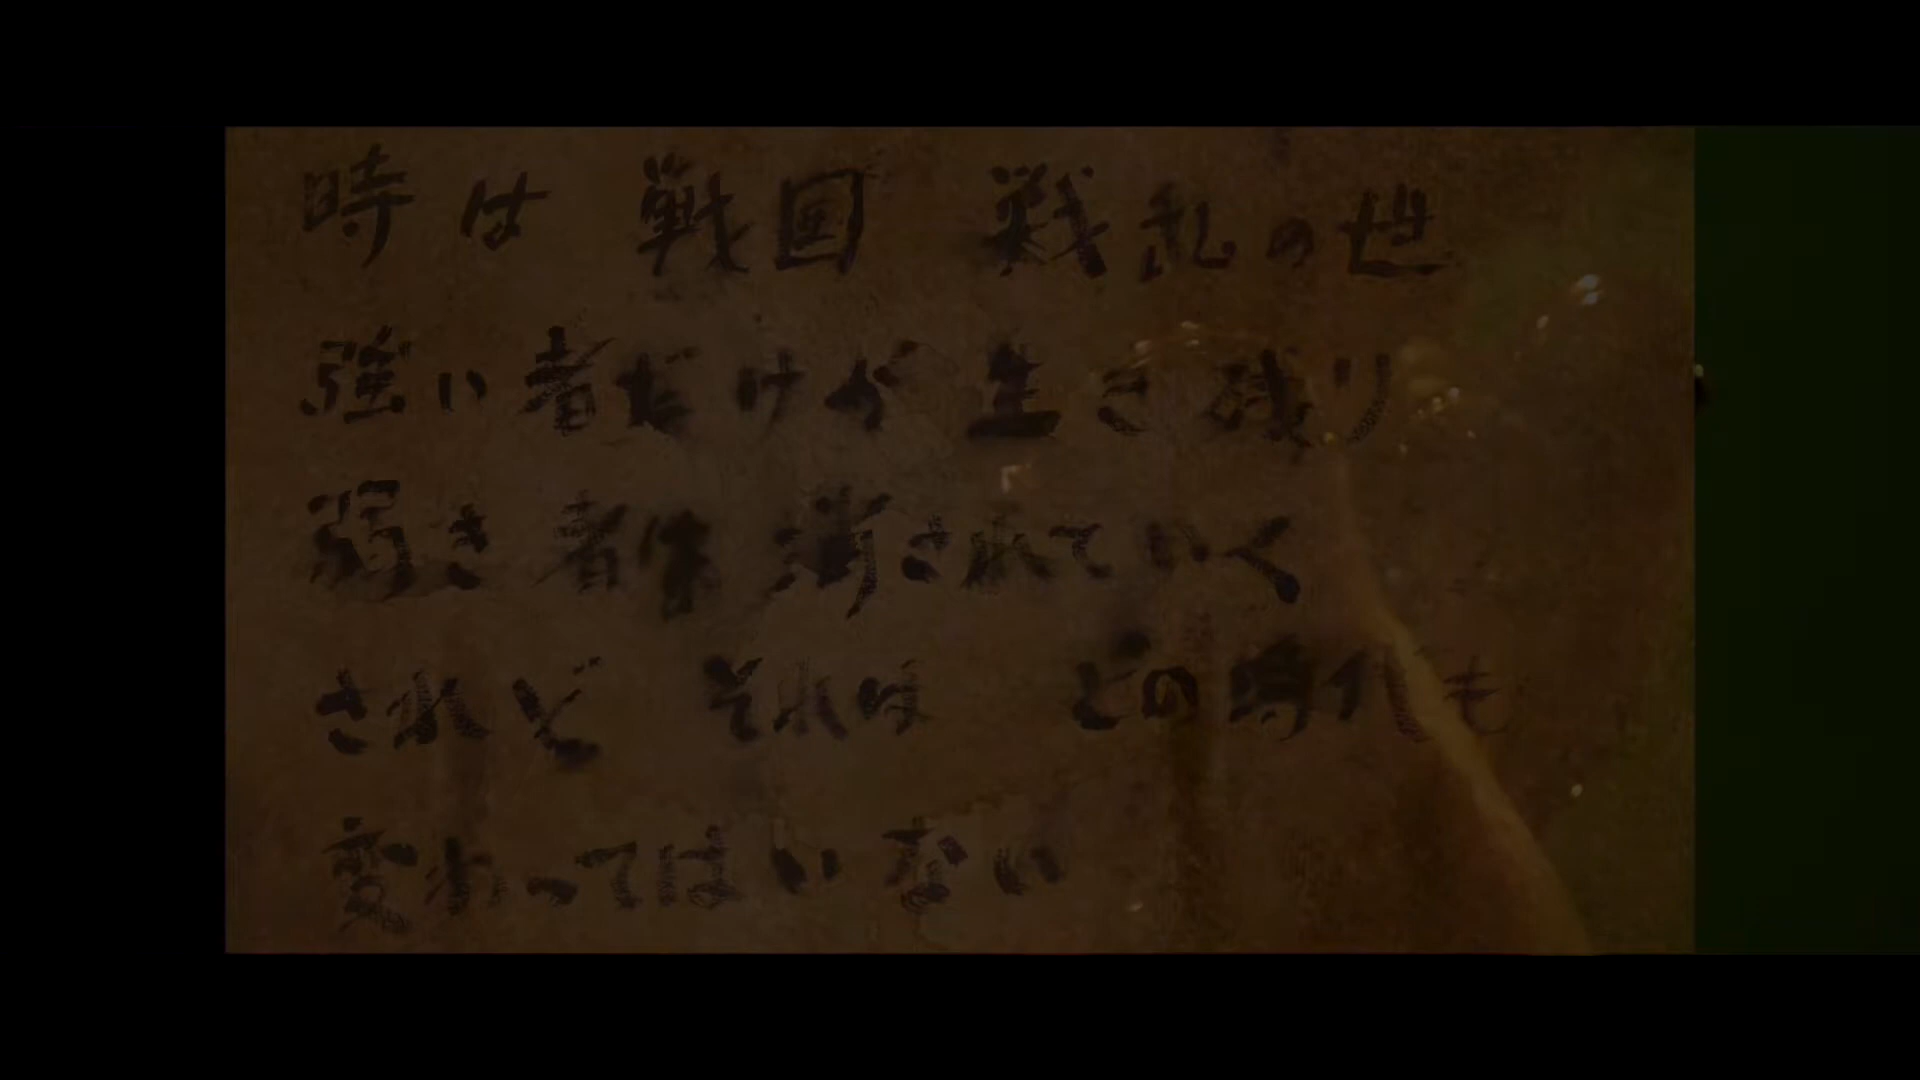 時は 戦国 戦乱の世
強い者だけが 生き残り
弱き 者は 消されていく
されど それは どの時代も
変わってはいない